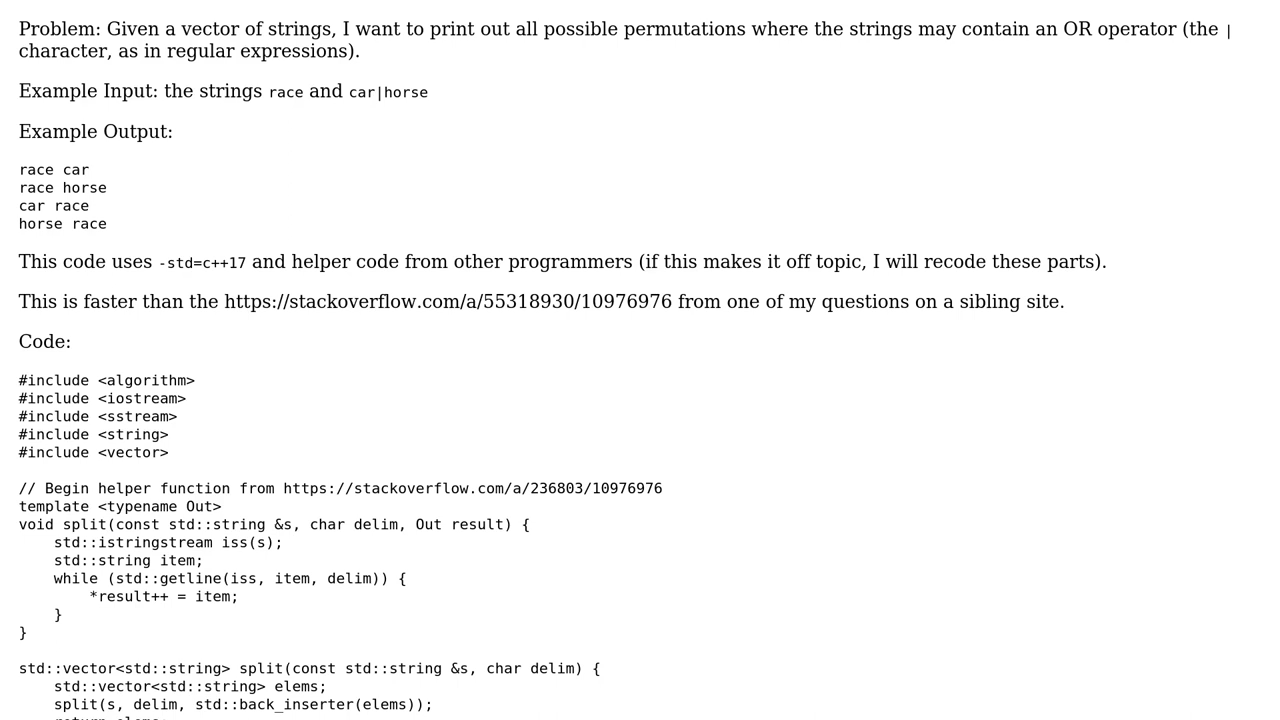 Problem: Given a vector of strings, I want to print out all possible permutations where the strings may contain an OR operator (the |
character, as in regular expressions).
Example Input: the strings race and car|horse
Example Output:
race car
race horse
car race
horse race
This code uses -std=c++17 and helper code from other programmers (if this makes it off topic, I will recode these parts).
This is faster than the https://stackoverflow.com/a/55318930/10976976 from one of my questions on a sibling site.
Code:
#include <algorithm>
#include <iostream>
#include <sstream>
#include <string>
#include <vector>
// Begin helper function from https://stackoverflow.com/a/236803/10976976
template <typename Out>
void split(const std::string &s, char delim, Out result) {
    std::istringstream iss(s);
    std::string item;
    while (std::getline(iss, item, delim)) {
        *result++ = item;
    }
}
std::vector<std::string> split(const std::string &s, char delim) {
    std::vector<std::string> elems;
    split(s, delim, std::back_inserter(elems));